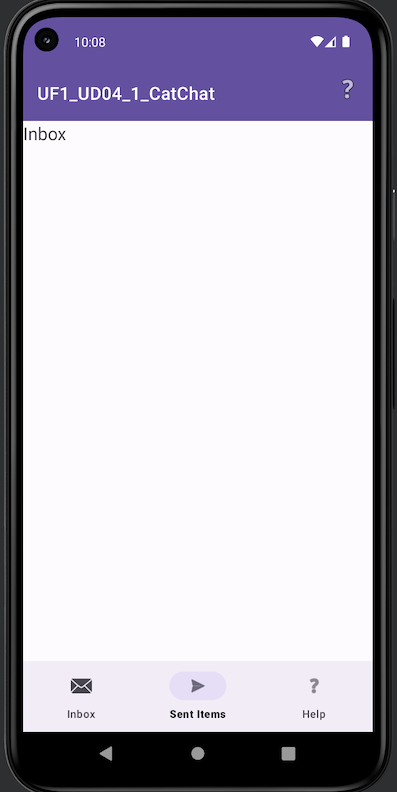 10:08
UF1_UD04_1_CatChat
?
Inbox
?
Inbox
Sent Items
Help